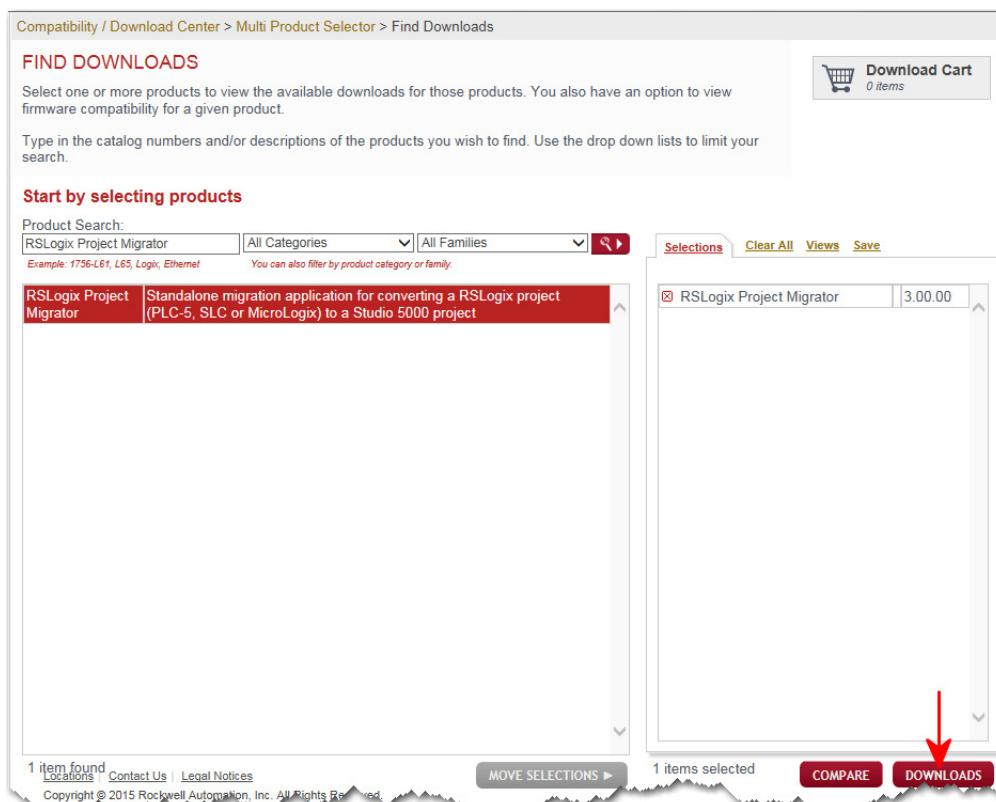 Compatibility / Download Center > Multi Product Selector > Find Downloads
FIND DOWNLOADS
Select one or more products to view the available downloads for those products. You also have an option to view
firmware compatibility for a given product.
Type in the catalog numbers and/or descriptions of the products you wish to find. Use the drop down lists to limit your
search.
Download Cart
0 items
Start by selecting products
Product Search:
RSLogix Project Migrator
All Categories
All Families
Example: 1756-L61, L65, Logix, Ethernet
You can also filter by product category or family.
RSLogix Project
Migrator
Standalone migration application for converting a RSLogix project
(PLC-5, SLC or MicroLogix) to a Studio 5000 project
Selections Clear All Views Save
RSLogix Project Migrator 3.00.00
1 item found
MOVE SELECTIONS
1 items selected
COMPARE
DOWNLOADS
Locations | Contact Us | Legal Notices
Copyright © 2015 Rockwell Automation, Inc. All Rights Reserved.